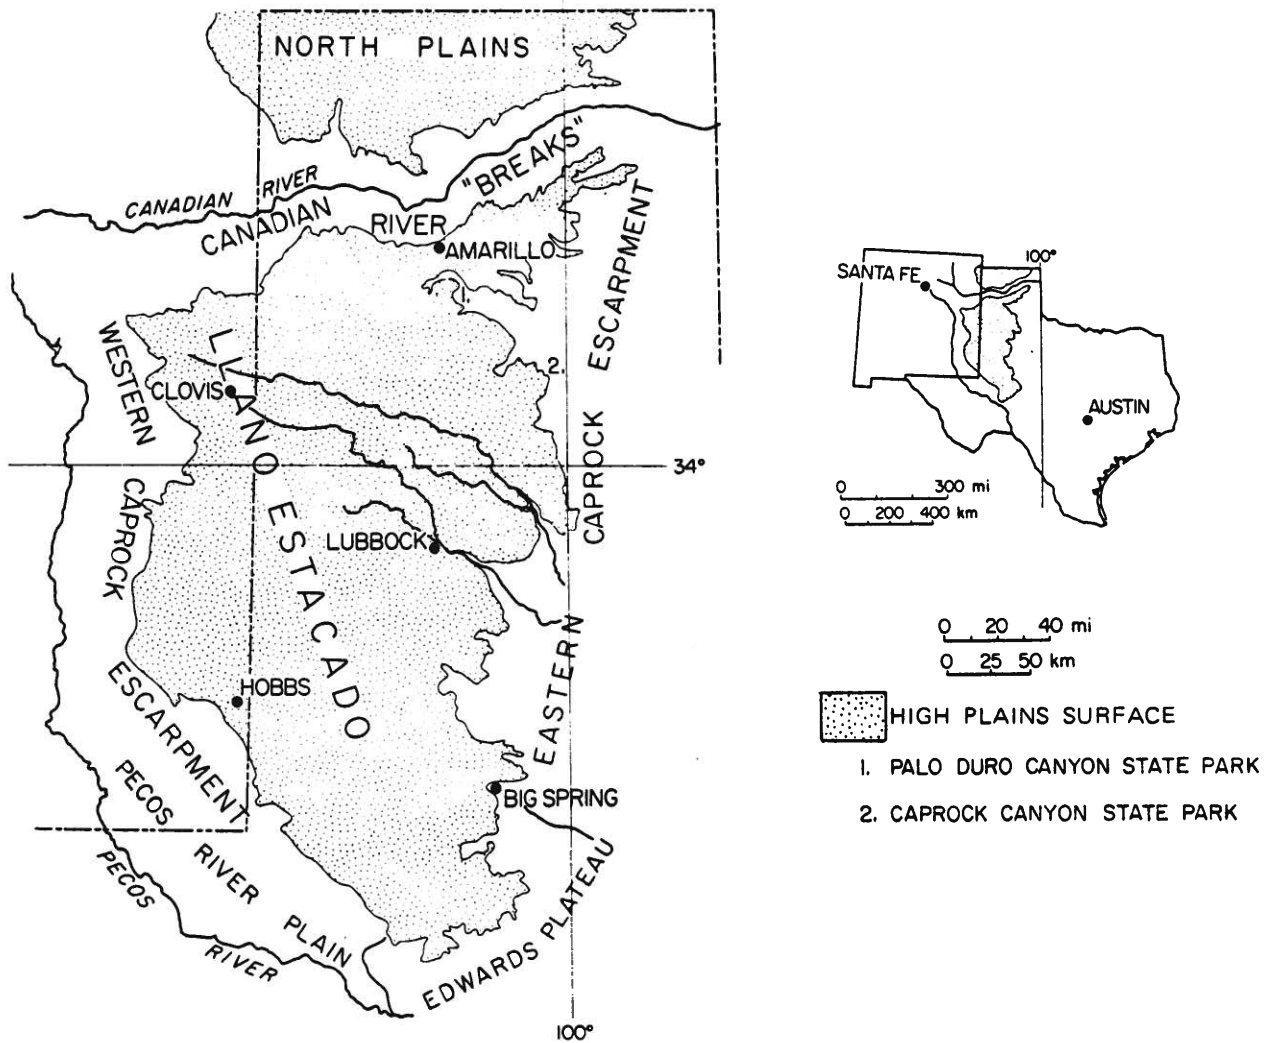 NORTH PLAINS
CANADIAN RIVER
CANADIAN RIVER "BREAKS"
AMARILLO
1.
2.
WESTERN CAPROCK ESCARPMENT
CLOVIS
LLANO ESTACADO
34°
LUBBOCK
HOBBS
EASTERN CAPROCK ESCARPMENT
BIG SPRING
PECOS RIVER PLAIN
PECOS RIVER
EDWARDS PLATEAU
100°
100°
SANTA FE
AUSTIN
0 300 mi
0 200 400 km
0 20 40 mi
0 25 50 km
HIGH PLAINS SURFACE
1. PALO DURO CANYON STATE PARK
2. CAPROCK CANYON STATE PARK